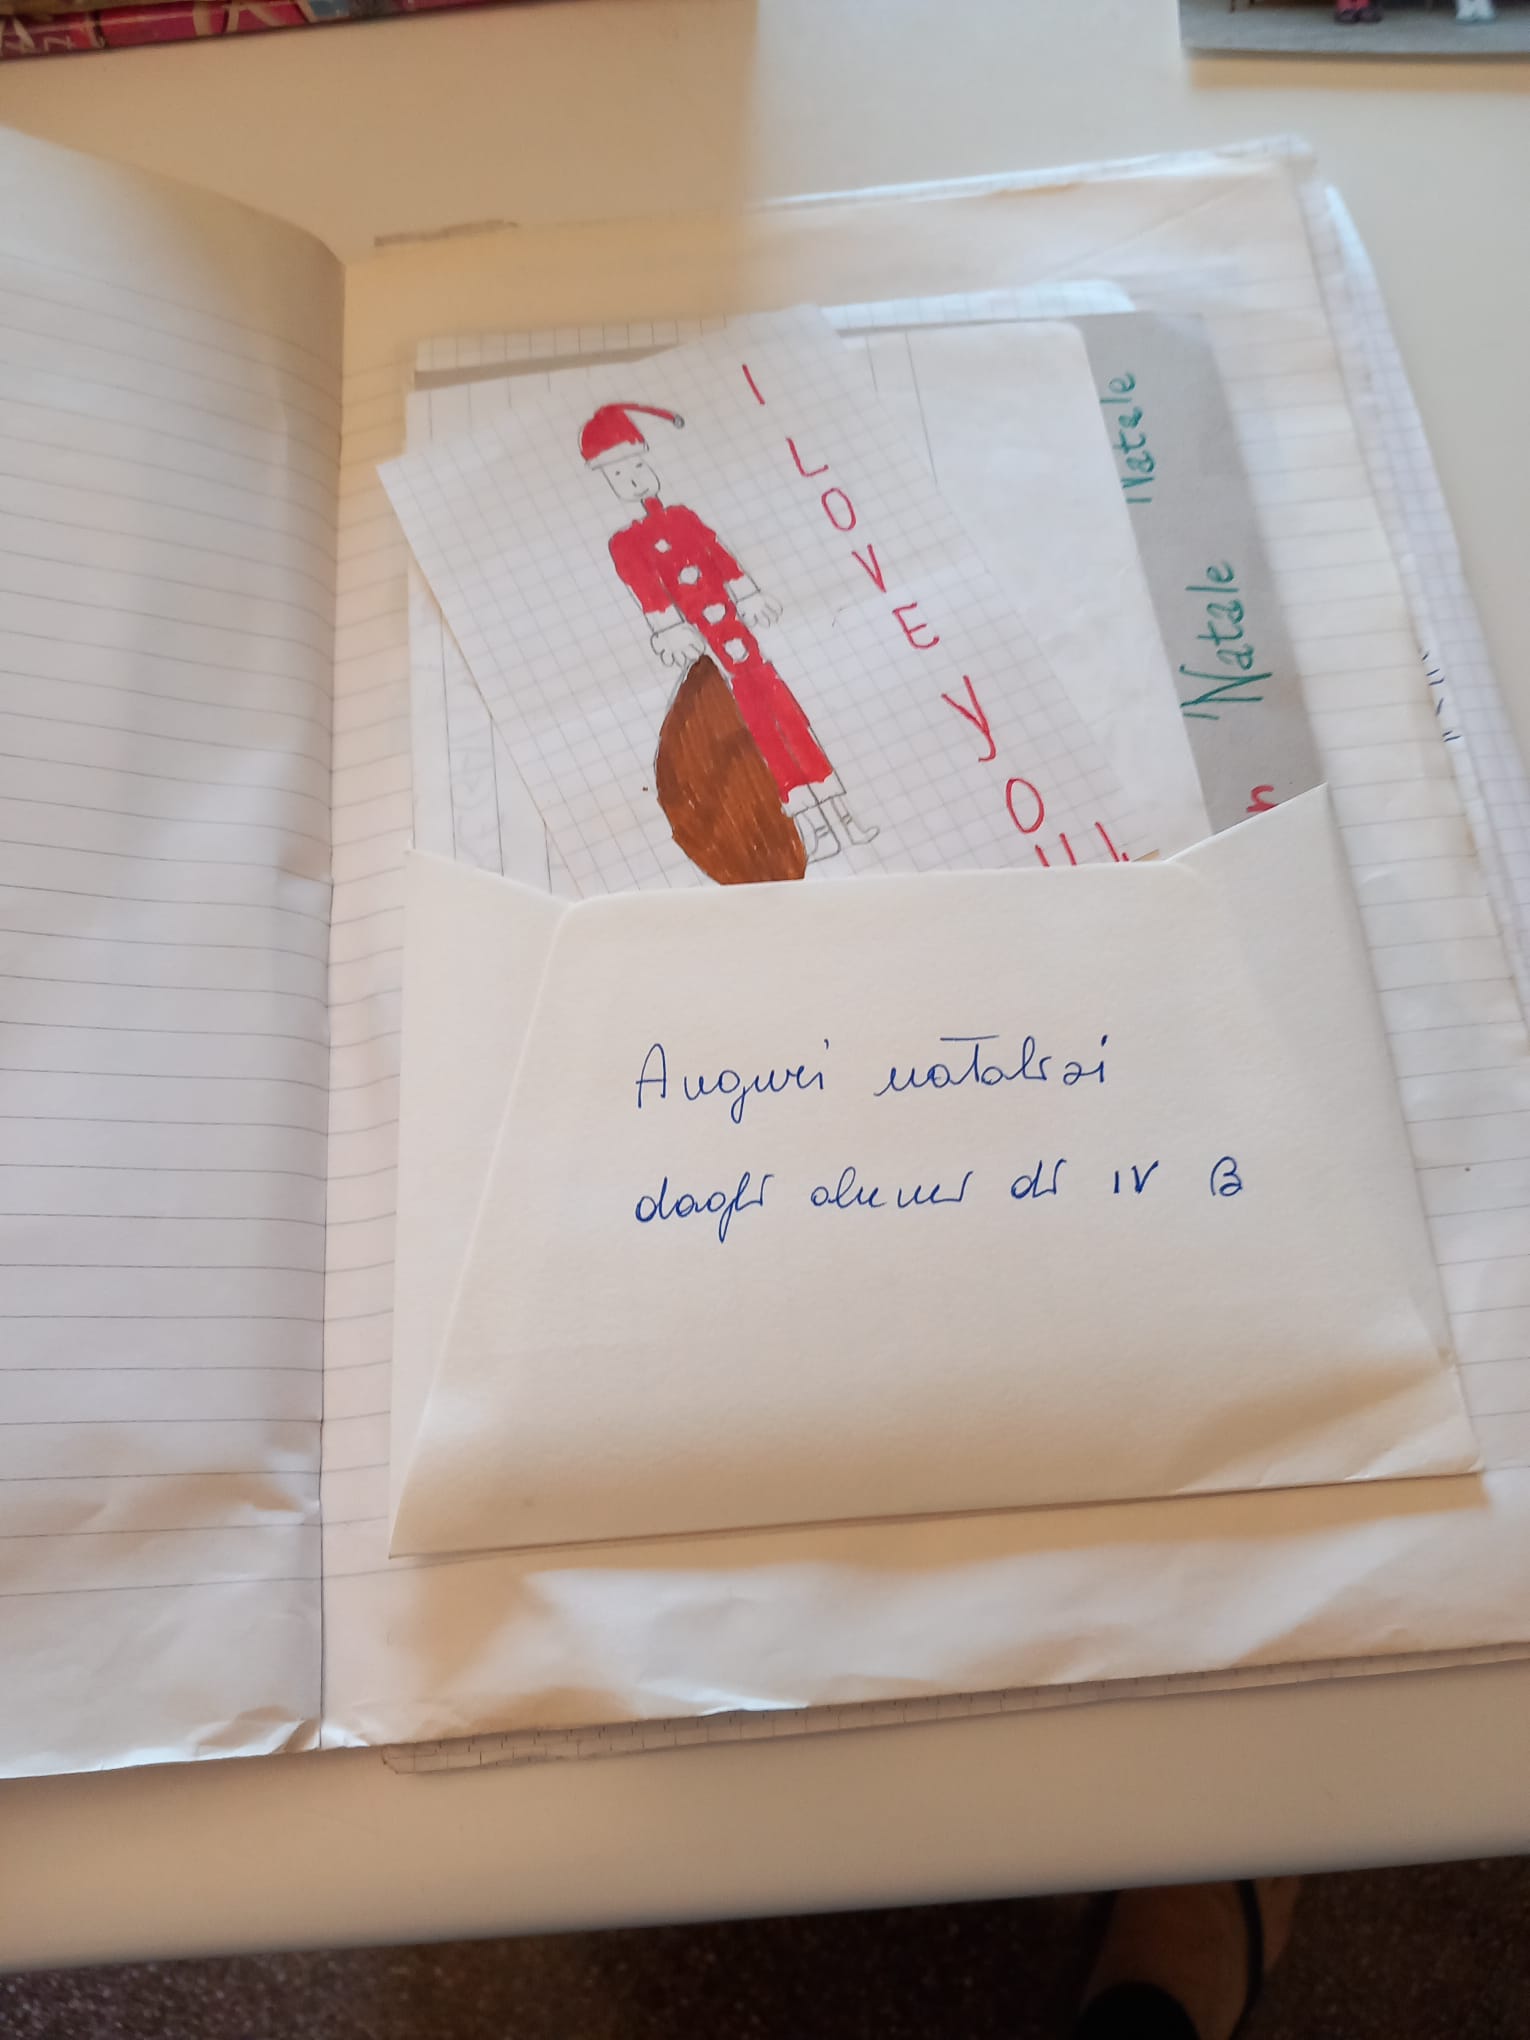 I LOVE YOU
Natale
Natale
Auguri natalizi
dagli alunni di IV B